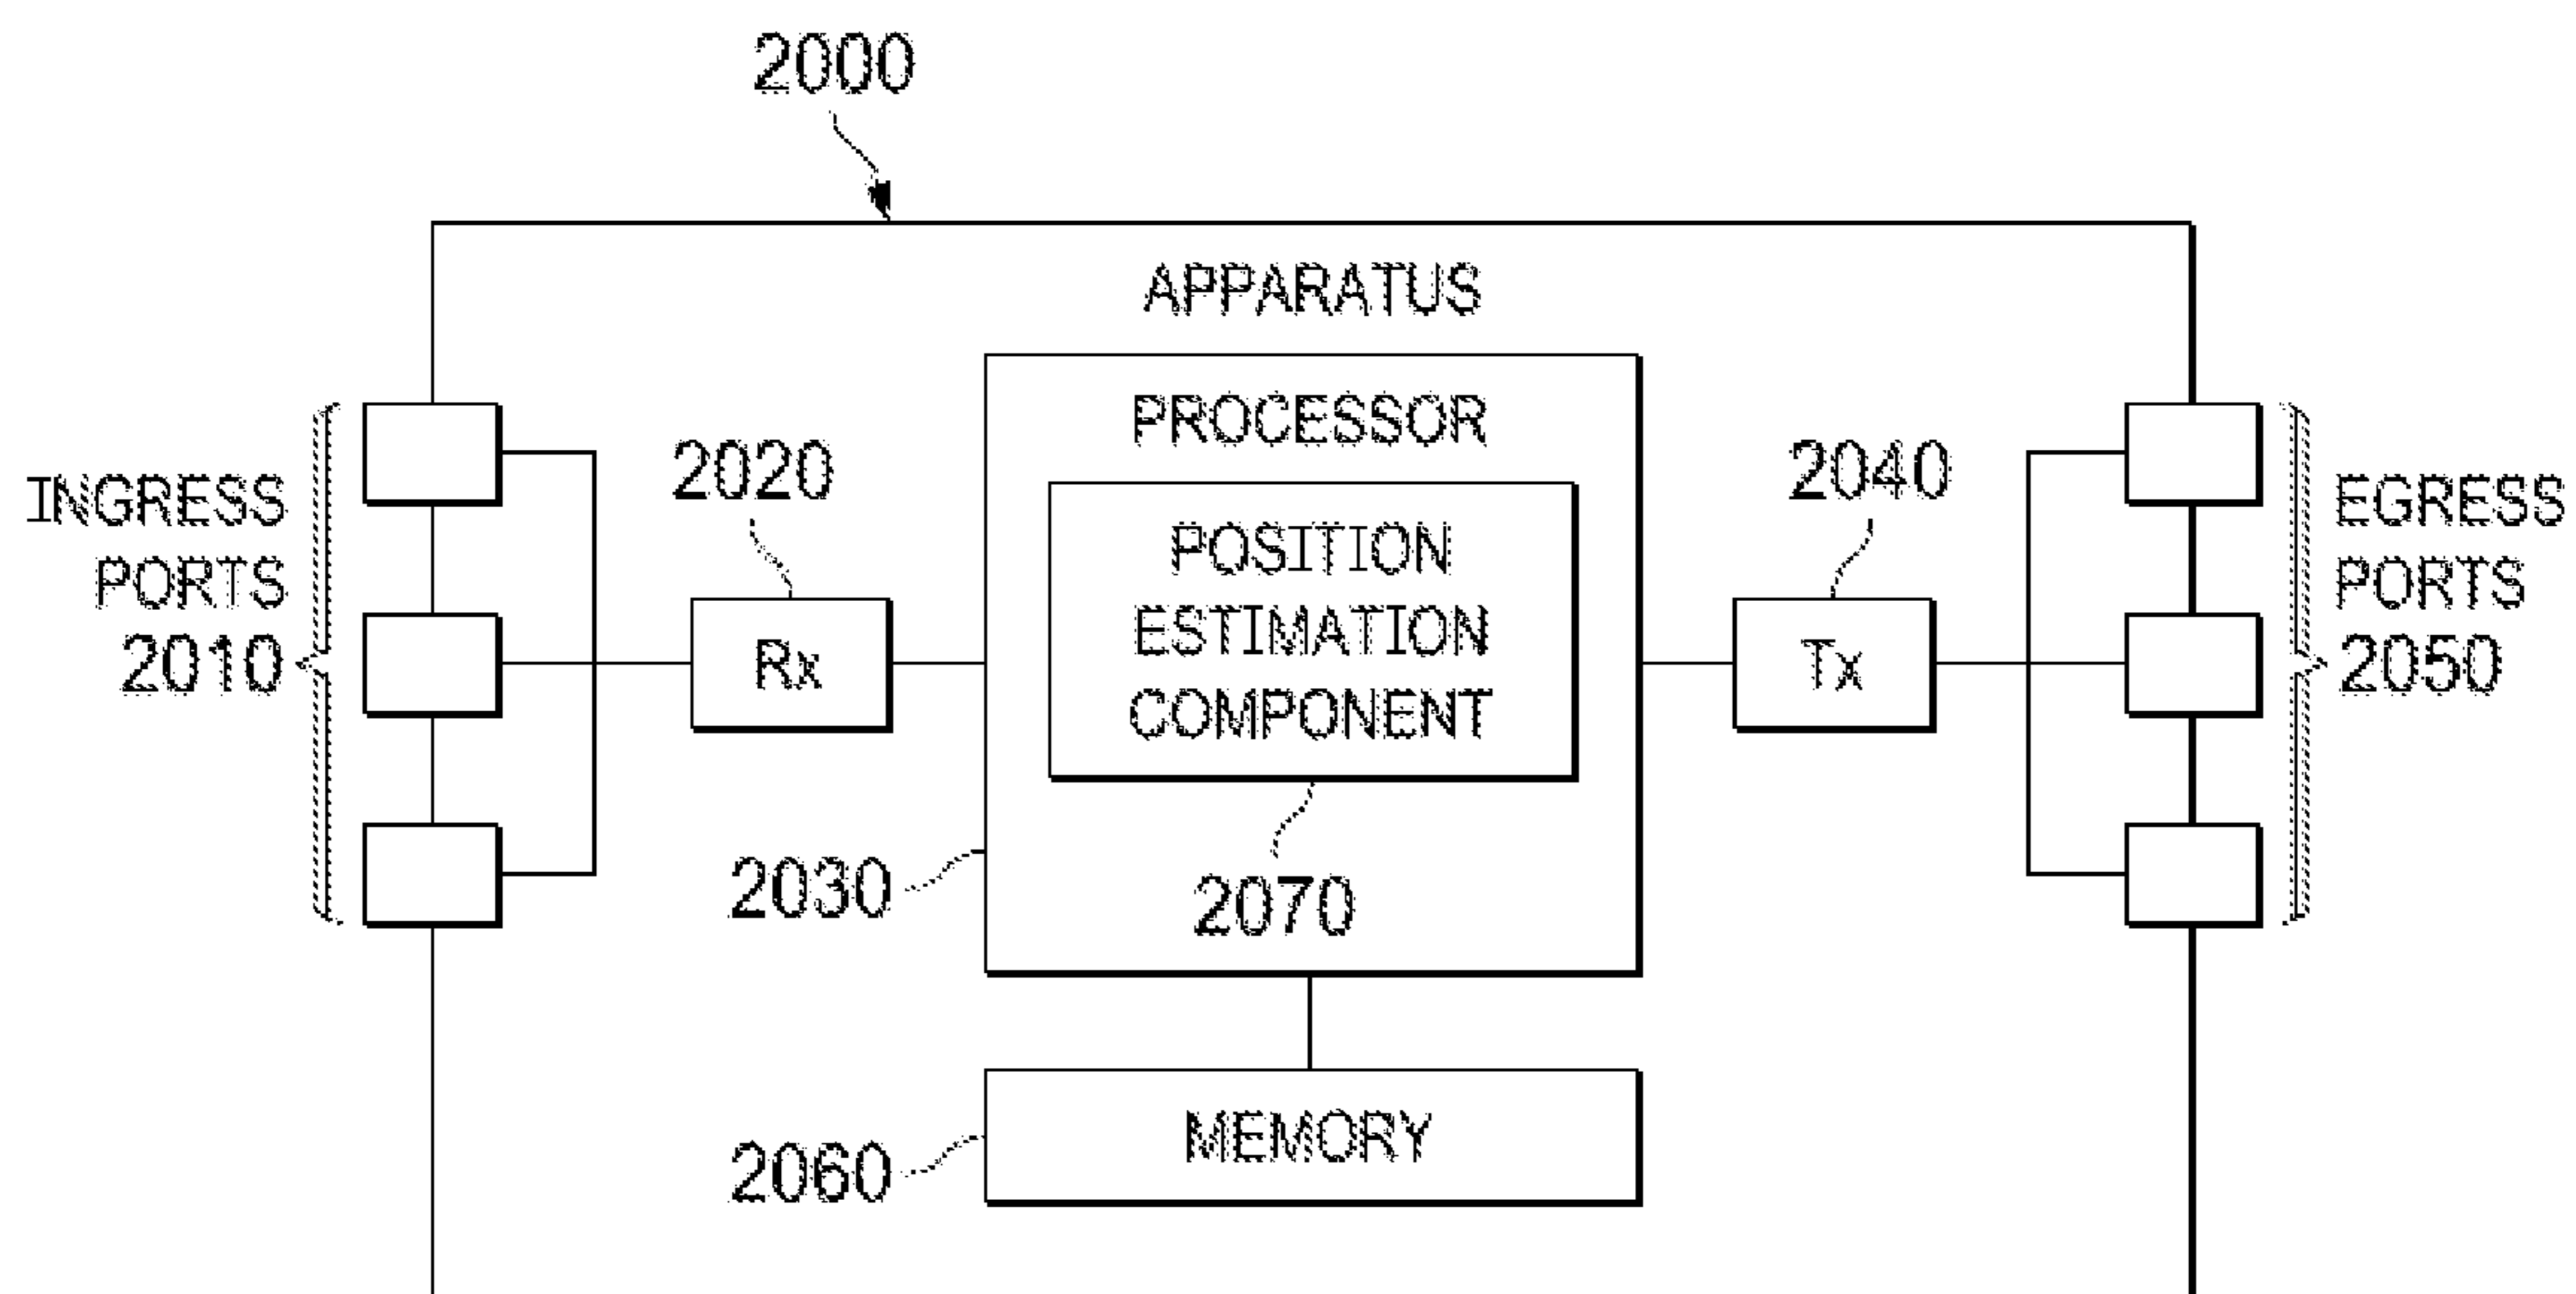 2000
APPARATUS
INGRESS
PORTS
2010
2020
Rx
PROCESSOR
POSITION
ESTIMATION
COMPONENT
2070
2030
2040
Tx
EGRESS
PORTS
2050
MEMORY
2060